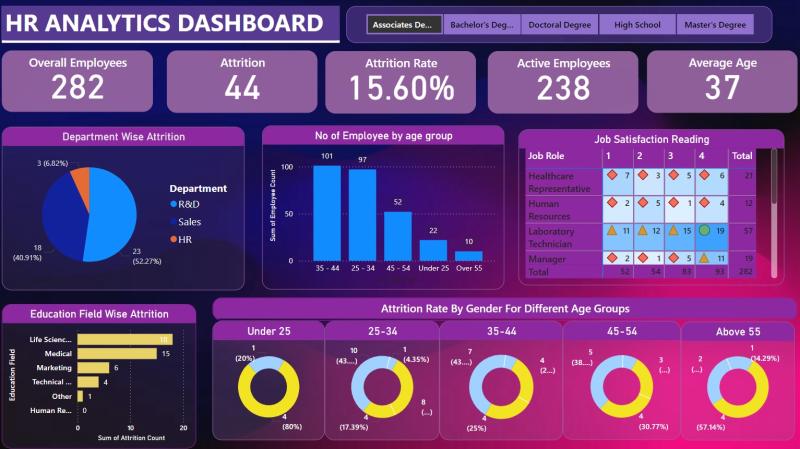 HR ANALYTICS DASHBOARD
Associates De...
Bachelor's Deg...
Doctoral Degree
High School
Master's Degree
Overall Employees
282
Attrition
44
Attrition Rate
15.60%
Active Employees
238
Average Age
37
Department Wise Attrition
3 (6.82%)
18
(40.91%)
23
(52.27%)
Department
R&D
Sales
HR
No of Employee by age group
Sum of Employee Count
100
50
0
101
97
52
22
10
35 - 44
25 - 34
45 - 54
Under 25
Over 55
Job Satisfaction Reading
Job Role 1 2 3 4 Total
Healthcare
Representative 7 3 5 6 21
Human
Resources 2 5 1 4 12
Laboratory
Technician 11 12 15 19 57
Manager 2 1 5 11 19
Total 52 54 83 93 282
Education Field Wise Attrition
Education Field
Life Scienc... 18
Medical 15
Marketing 6
Technical ... 4
Other 1
Human Re... 0
0 10 20
Sum of Attrition Count
Attrition Rate By Gender For Different Age Groups
Under 25
1
(20%)
4
(80%)
25-34
10
(43....)
1
(4.35%)
8
(...)
4
(17.39%)
35-44
7
(43....)
4
(2...)
4
(25%)
45-54
5
(38....)
3
(...)
4
(30.77%)
Above 55
2
(...)
1
(14.29%)
4
(57.14%)